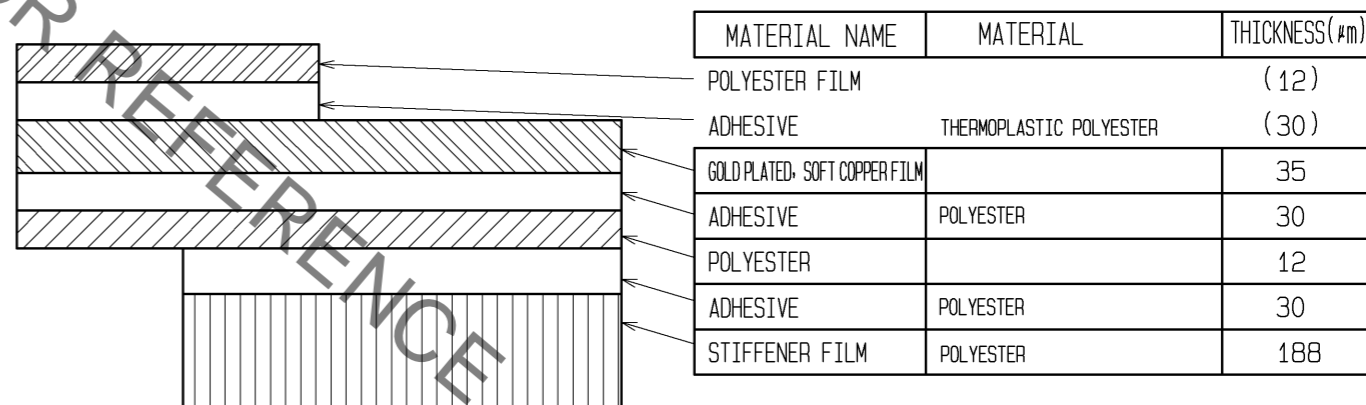 MATERIAL NAME MATERIAL THICKNESS(μm)
POLYESTER FILM (12)
ADHESIVE THERMOPLASTIC POLYESTER (30)
GOLD PLATED, SOFT COPPER FILM 35
ADHESIVE POLYESTER 30
POLYESTER 12
ADHESIVE POLYESTER 30
STIFFENER FILM POLYESTER 188
OR REFERENCE